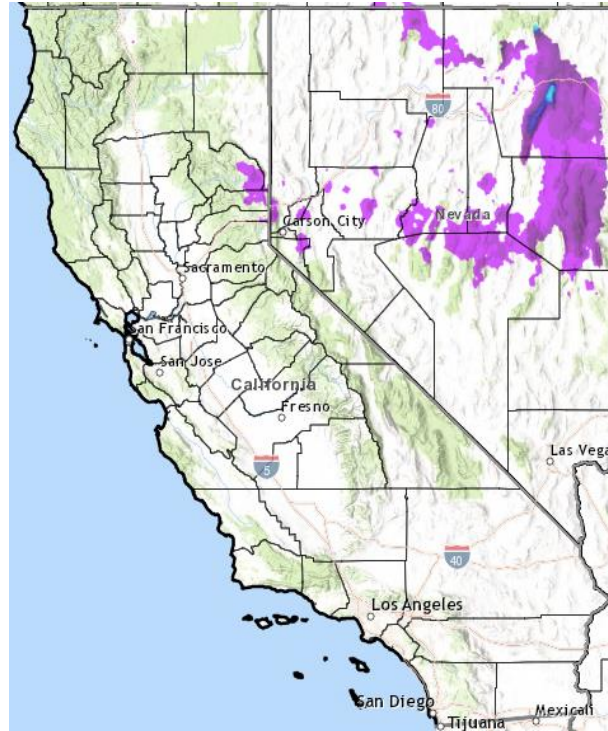 80
Carson City
Nevada
Sacramento
San Francisco
San Jose
California
Fresno
5
Las Vega
40
Los Angeles
San Diego
Mexicali
Tijuana